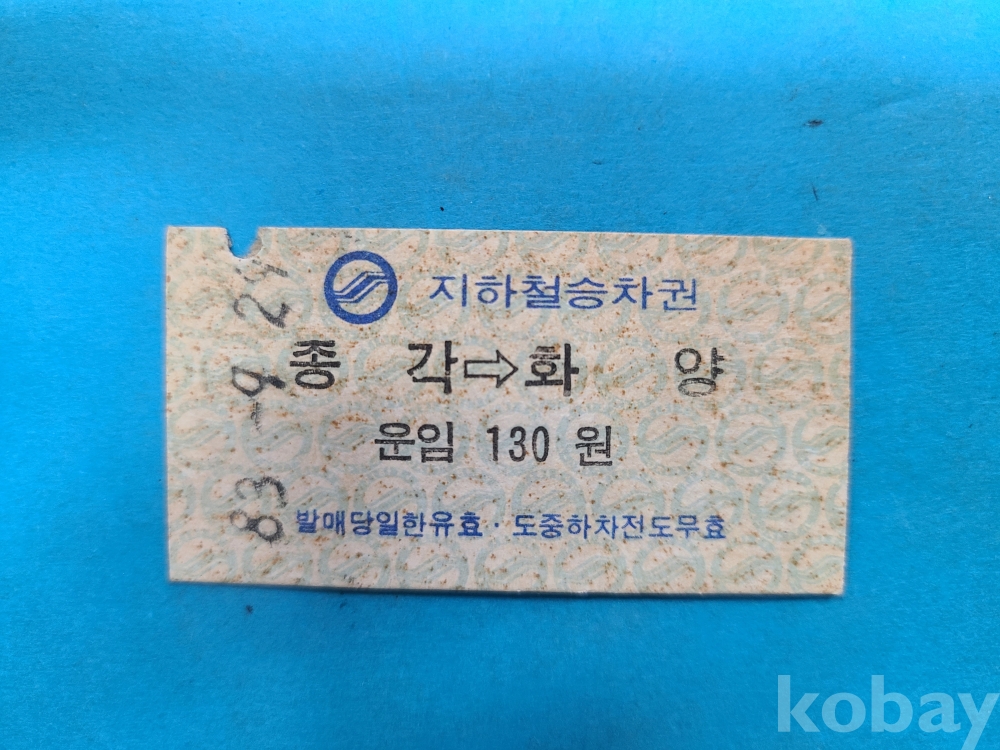 지하철승차권
종 각⇨화 양
운임 130 원
발매당일한유효·도중하차전도무효
83-9.24
kobay